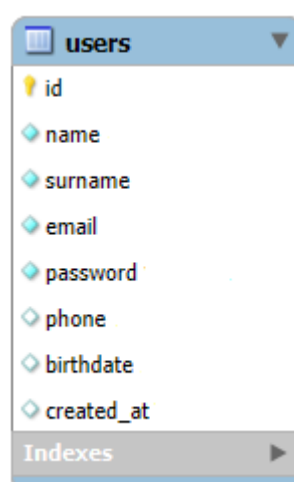 users
id
name
surname
email
password
phone
birthdate
created_at
Indexes